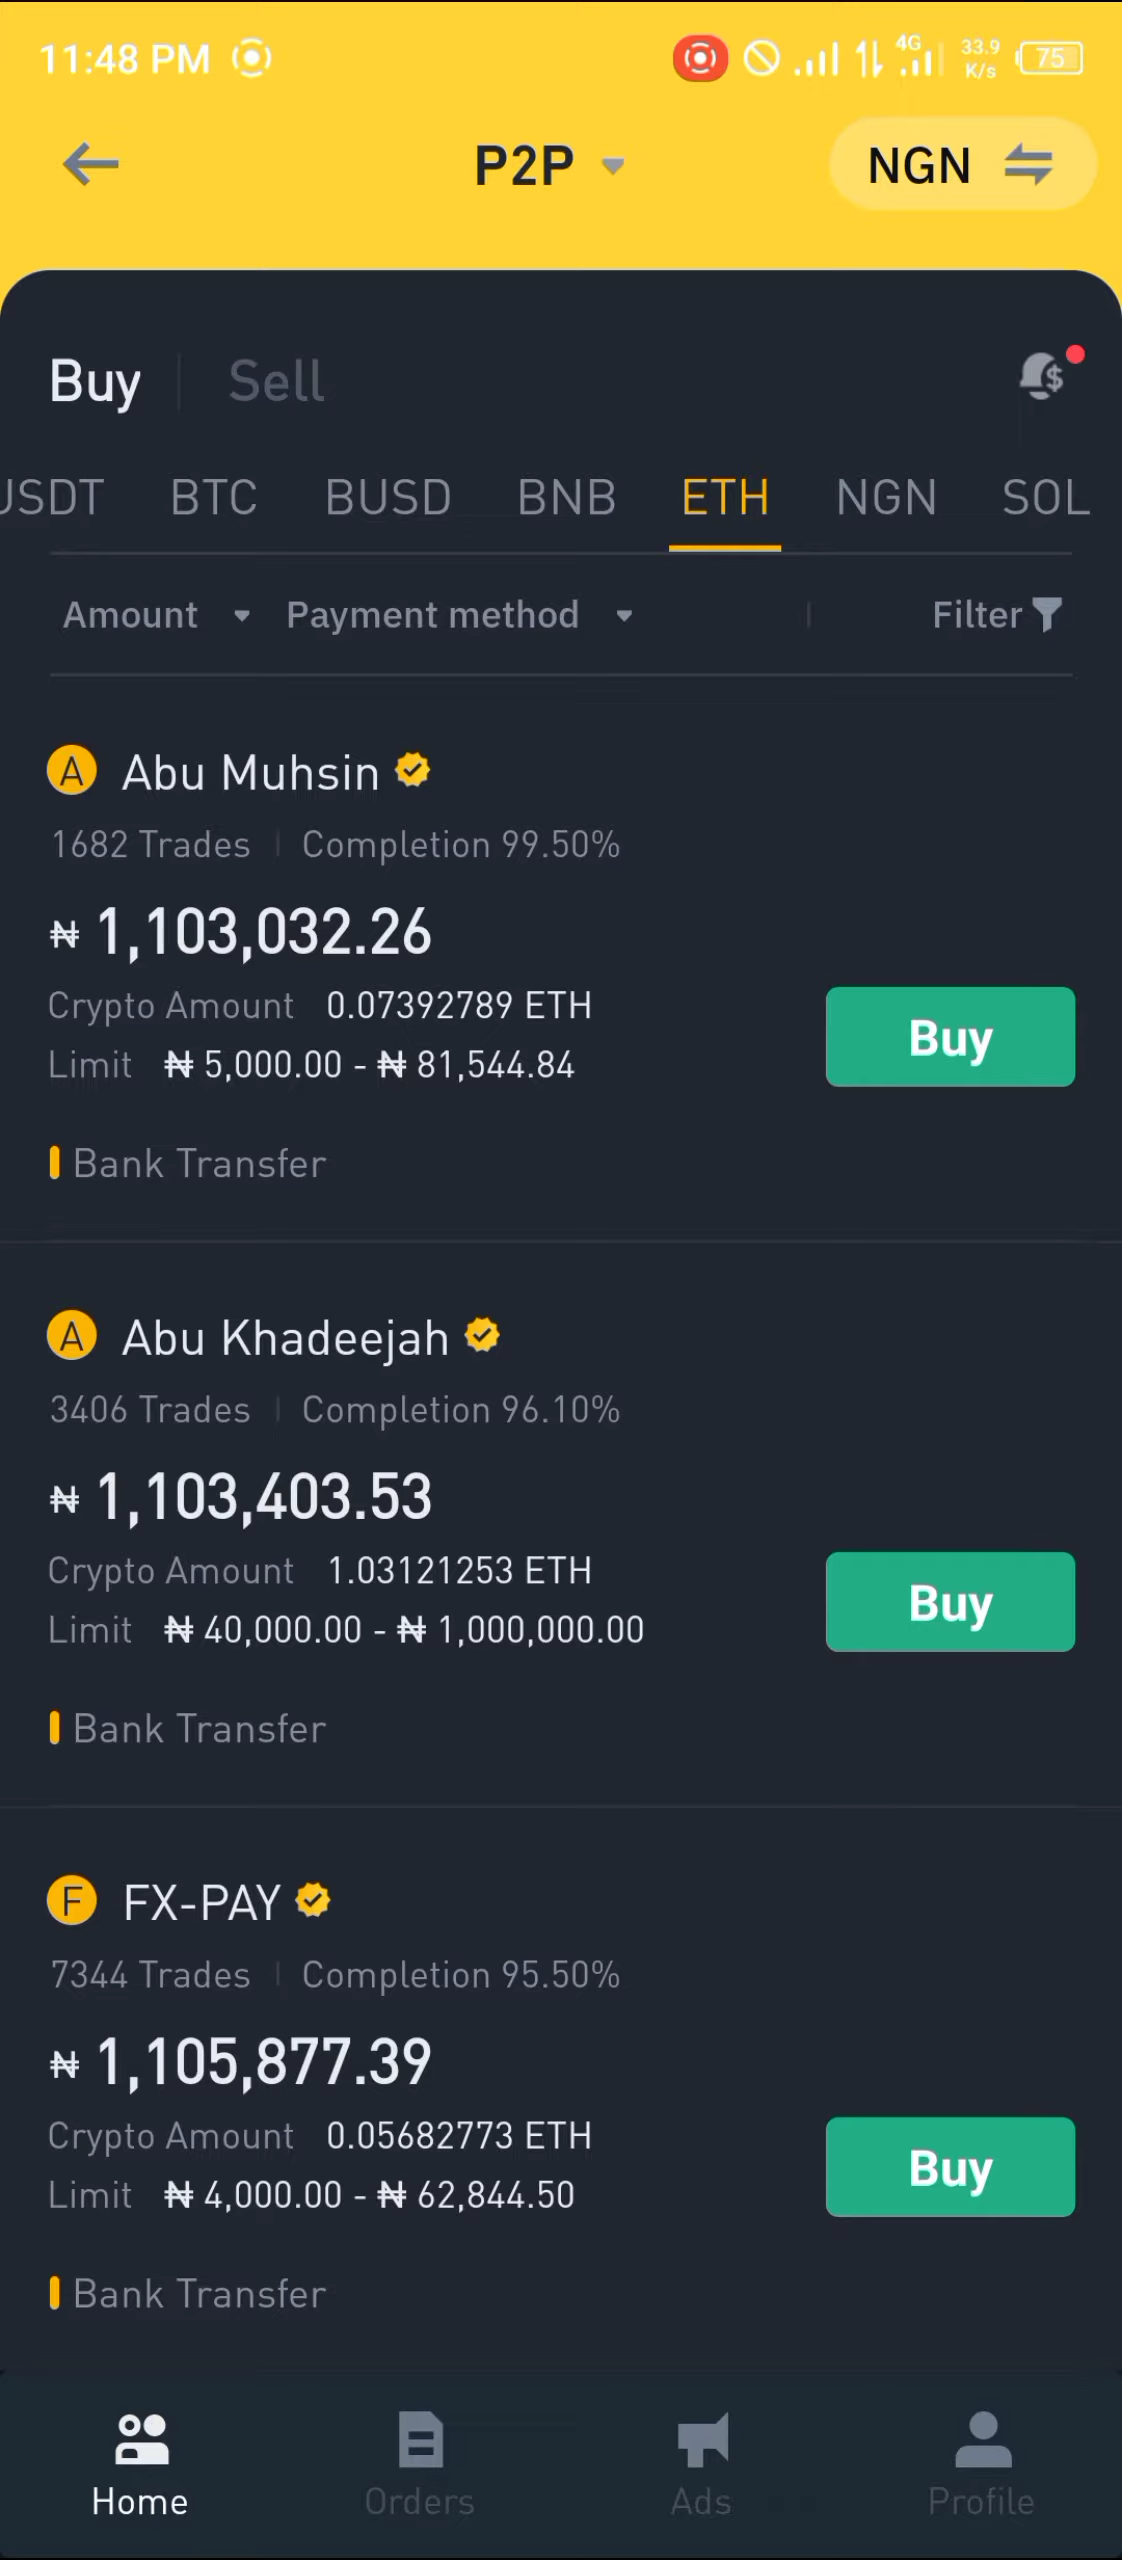 11:48 PM 4G 33.9 K/s 75
P2P NGN
Buy Sell
USDT BTC BUSD BNB ETH NGN SOL
Amount Payment method Filter
A Abu Muhsin
1682 Trades Completion 99.50%
₦ 1,103,032.26
Crypto Amount 0.07392789 ETH
Limit ₦ 5,000.00 - ₦ 81,544.84
Buy
Bank Transfer
A Abu Khadeejah
3406 Trades Completion 96.10%
₦ 1,103,403.53
Crypto Amount 1.03121253 ETH
Limit ₦ 40,000.00 - ₦ 1,000,000.00
Buy
Bank Transfer
F FX-PAY
7344 Trades Completion 95.50%
₦ 1,105,877.39
Crypto Amount 0.05682773 ETH
Limit ₦ 4,000.00 - ₦ 62,844.50
Buy
Bank Transfer
Home Orders Ads Profile